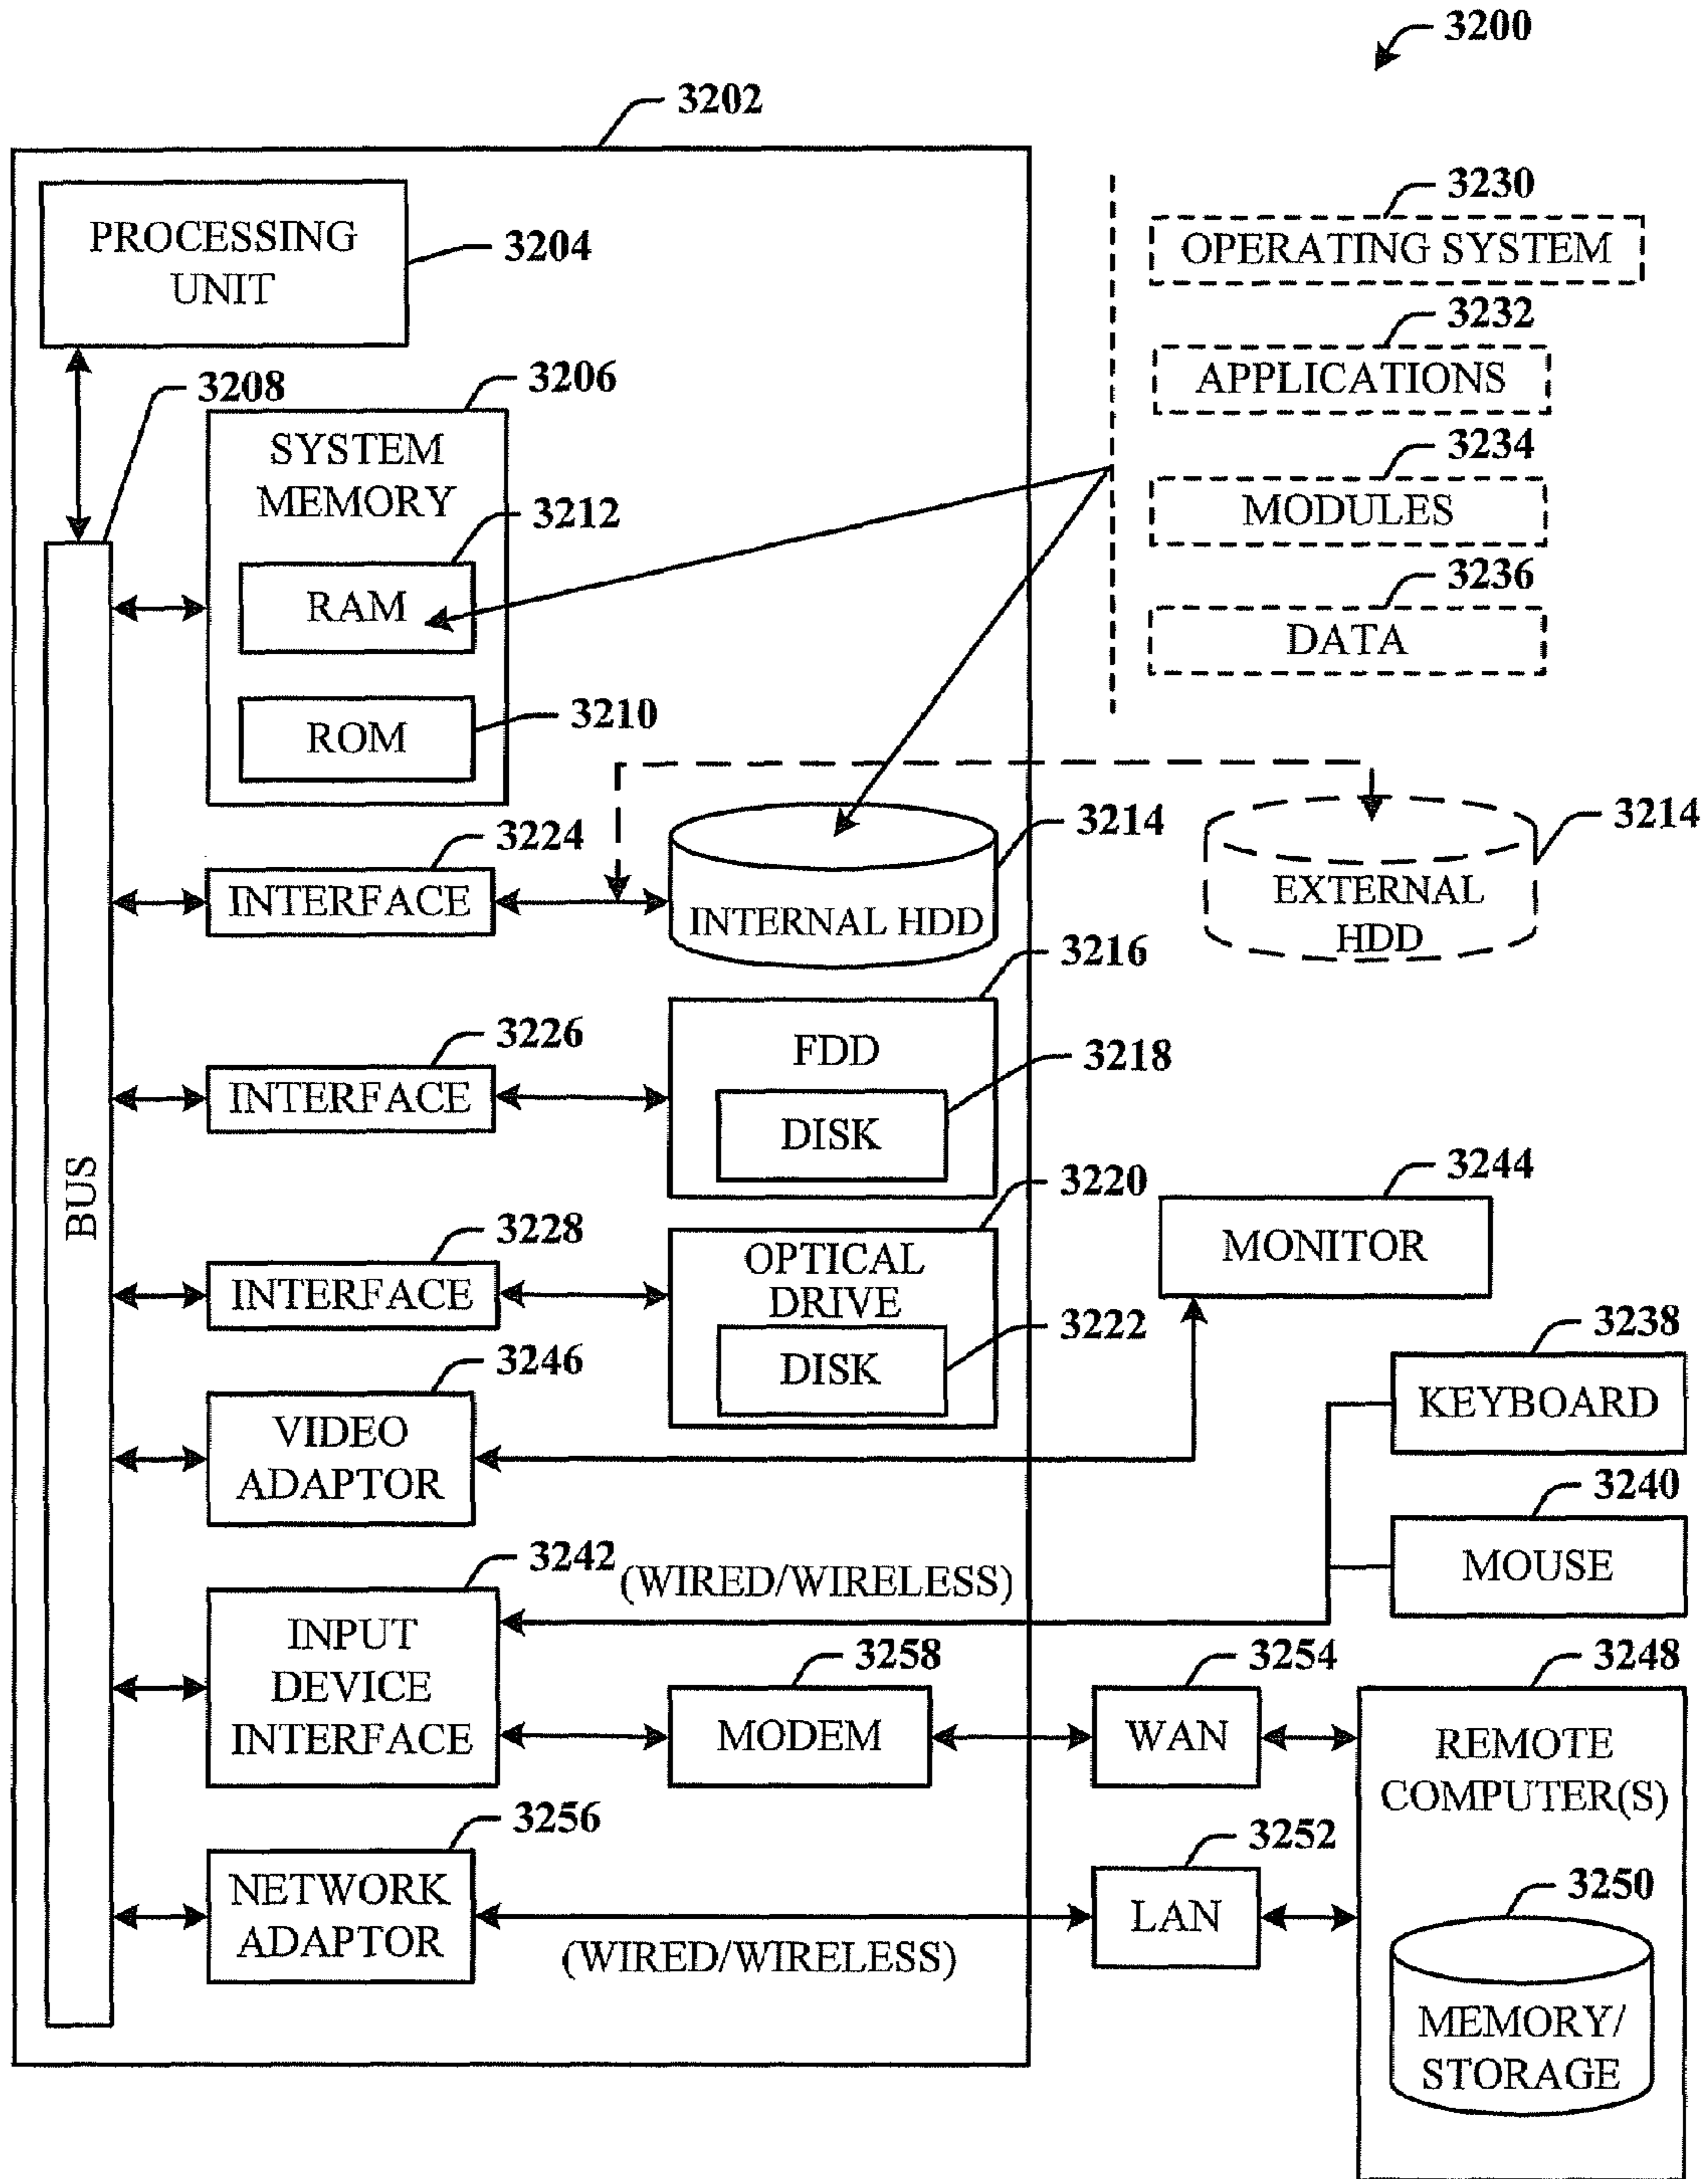 3200
3202
PROCESSING
UNIT
3204
3230
OPERATING SYSTEM
3232
APPLICATIONS
3234
MODULES
3236
DATA
3208
3206
SYSTEM
MEMORY
3212
RAM
3210
ROM
3224
INTERFACE
3214
INTERNAL HDD
3214
EXTERNAL
HDD
3226
INTERFACE
3216
FDD
3218
DISK
BUS
3228
INTERFACE
3220
OPTICAL
DRIVE
3222
DISK
3244
MONITOR
3246
VIDEO
ADAPTOR
3238
KEYBOARD
3240
MOUSE
3242
(WIRED/WIRELESS)
INPUT
DEVICE
INTERFACE
3258
MODEM
3254
WAN
3248
REMOTE
COMPUTER(S)
3256
NETWORK
ADAPTOR
(WIRED/WIRELESS)
3252
LAN
3250
MEMORY/
STORAGE